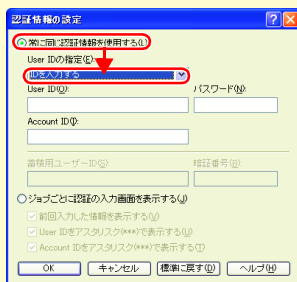 認証情報の設定
常に同じ認証情報を使用する(L)
User IDの指定(E):
IDを入力する
User ID(Q): パスワード(W):
Account ID(I):
蓄積用ユーザーID(S): 暗証番号(B):
ジョブごとに認証の入力画面を表示する(J)
前回入力した情報を表示する(V)
User IDをアスタリスク(***)で表示する(U)
Account IDをアスタリスク(***)で表示する(T)
OK キャンセル 標準に戻す(D) ヘルプ(H)